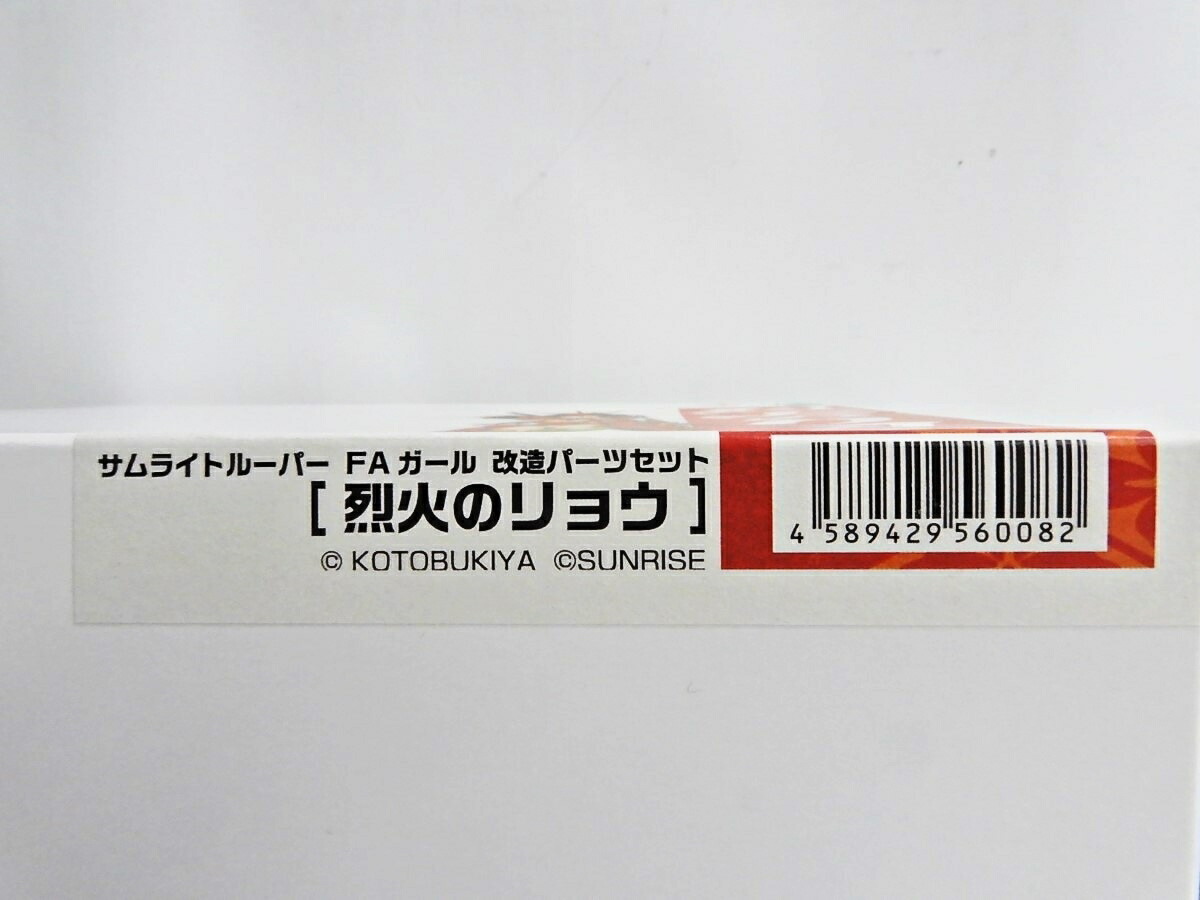 サムライトルーパー FAガール 改造パーツセット
[ 烈火のリョウ ]
© KOTOBUKIYA ©SUNRISE
4 589429 560082